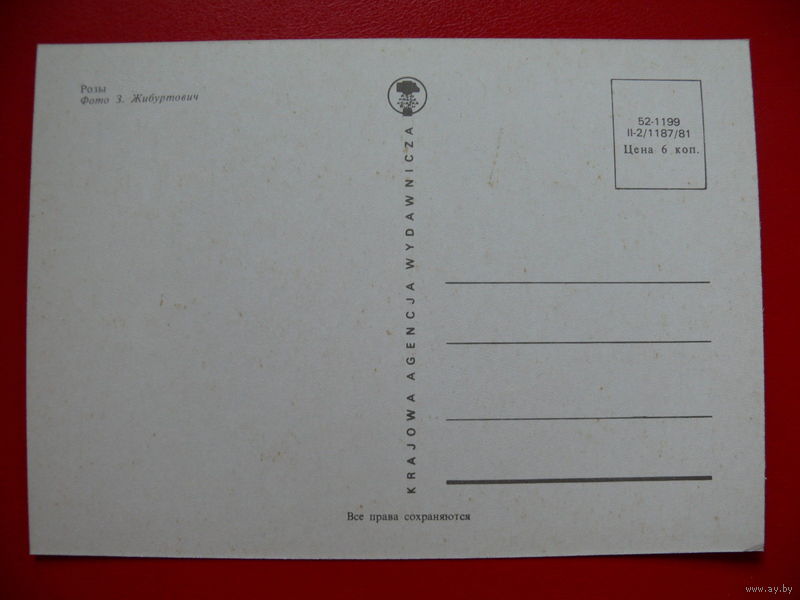 Розы
Фото З. Жибуртович
KRAJOWA AGENCJA WYDAWNICZA
52-1199
II-2/1187/81
Цена 6 коп.
Все права сохраняются
www.ay.by